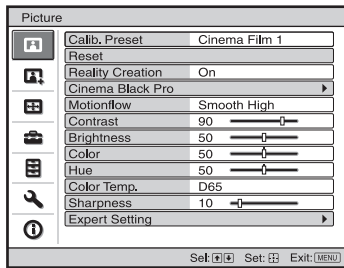 Picture
Calib. Preset Cinema Film 1
Reset
Reality Creation On
Cinema Black Pro
Motionflow Smooth High
Contrast 90
Brightness 50
Color 50
Hue 50
Color Temp. D65
Sharpness 10
Expert Setting
Sel: Set: Exit: MENU